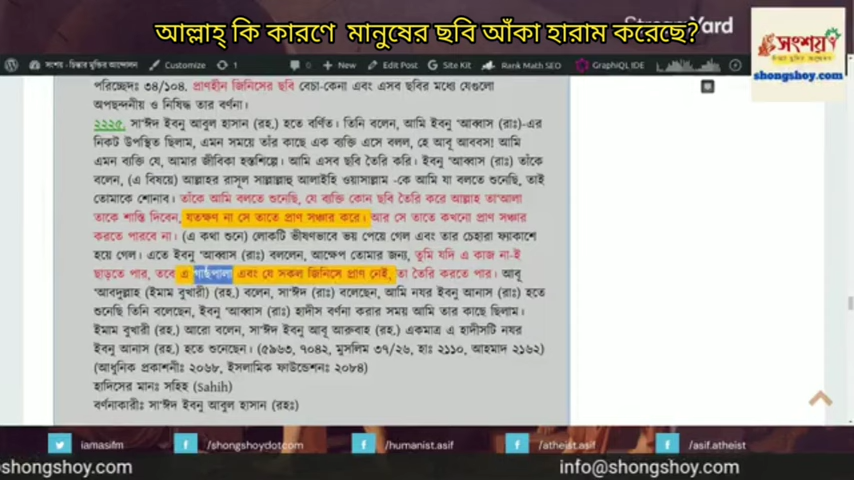 আল্লাহ্ কি কারণে মানুষের ছবি আঁকা হারাম করেছে?
StreamYard
সংশয়
চিন্তার মুক্তির আন্দোলন
shongshoy.com
সংশয় - চিন্তার মুক্তির আন্দোলন Customize 1 New Edit Post Site Kit Rank Math SEO GraphiQL IDE
পরিচ্ছেদঃ ৩৪/১০৪. প্রাণহীন জিনিসের ছবি বেচা-কেনা এবং এসব ছবির মধ্যে যেগুলো
অপছন্দনীয় ও নিষিদ্ধ তার বর্ণনা।
২২২৫. সা'ঈদ ইবনু আবুল হাসান (রহ.) হতে বর্ণিত। তিনি বলেন, আমি ইবনু 'আব্বাস (রাঃ)-এর
নিকট উপস্থিত ছিলাম, এমন সময়ে তাঁর কাছে এক ব্যক্তি এসে বলল, হে আবূ আববস! আমি
এমন ব্যক্তি যে, আমার জীবিকা হস্তশিল্পে। আমি এসব ছবি তৈরি করি। ইবনু 'আব্বাস (রাঃ) তাঁকে
বলেন, (এ বিষয়ে) আল্লাহর রাসূল সাল্লাল্লাহু আলাইহি ওয়াসাল্লাম -কে আমি যা বলতে শুনেছি, তাই
তোমাকে শোনাব। তাঁকে আমি বলতে শুনেছি, যে ব্যক্তি কোন ছবি তৈরি করে আল্লাহ তা'আলা
তাকে শাস্তি দিবেন, যতক্ষণ না সে তাতে প্রাণ সঞ্চার করে। আর সে তাতে কখনো প্রাণ সঞ্চার
করতে পারবে না। (এ কথা শুনে) লোকটি ভীষণভাবে ভয় পেয়ে গেল এবং তার চেহারা ফ্যাকাশে
হয়ে গেল। এতে ইবনু 'আব্বাস (রাঃ) বললেন, আক্ষেপ তোমার জন্য, তুমি যদি এ কাজ না-ই
ছাড়তে পার, তবে এ গাছপালা এবং যে সকল জিনিসে প্রাণ নেই, তা তৈরি করতে পার। আবূ
'আবদুল্লাহ (ইমাম বুখারী) (রহ.) বলেন, সা'ঈদ (রাঃ) বলেছেন, আমি নযর ইবনু আনাস (রাঃ) হতে
শুনেছি তিনি বলেছেন, ইবনু 'আব্বাস (রাঃ) হাদীস বর্ণনা করার সময় আমি তার কাছে ছিলাম।
ইমাম বুখারী (রহ.) আরো বলেন, সা'ঈদ ইবনু আবূ আরুবাহ (রহ.) একমাত্র এ হাদীসটি নযর
ইবনু আনাস (রহ.) হতে শুনেছেন। (৫৯৬৩, ৭০৪২, মুসলিম ৩৭/২৬, হাঃ ২১১০, আহমাদ ২১৬২)
(আধুনিক প্রকাশনীঃ ২০৬৮, ইসলামিক ফাউন্ডেশনঃ ২০৮৪)
হাদিসের মানঃ সহিহ (Sahih)
বর্ণনাকারীঃ সা'ঈদ ইবনু আবুল হাসান (রহঃ)
iamasifm /shongshoydotcom /humanist.asif /atheist.asif /asif.atheist
shongshoy.com info@shongshoy.com